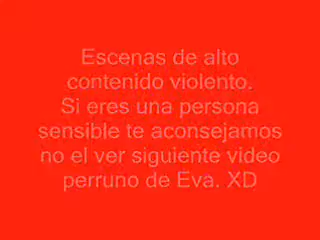 Escenas de alto
contenido violento.
Si eres una persona
sensible te aconsejamos
no el ver siguiente video
perruno de Eva. XD